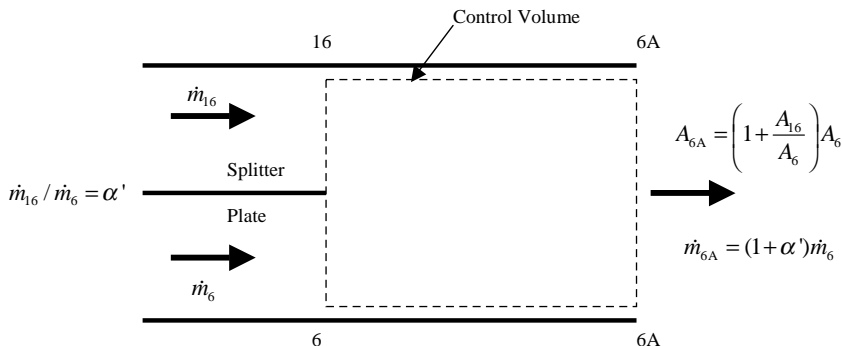 Control Volume
16
6A
ṁ₁₆
A₆A = (1 + A₁₆/A₆) A₆
Splitter
ṁ₁₆ / ṁ₆ = α'
Plate
ṁ₆A = (1 + α')ṁ₆
ṁ₆
6
6A